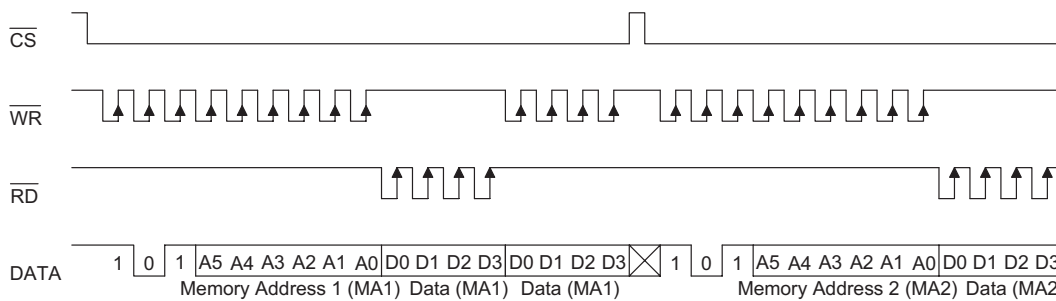 CS
WR
RD
DATA 1 0 1 A5 A4 A3 A2 A1 A0 D0 D1 D2 D3 D0 D1 D2 D3 1 0 1 A5 A4 A3 A2 A1 A0 D0 D1 D2 D3
Memory Address 1 (MA1) Data (MA1) Data (MA1) Memory Address 2 (MA2) Data (MA2